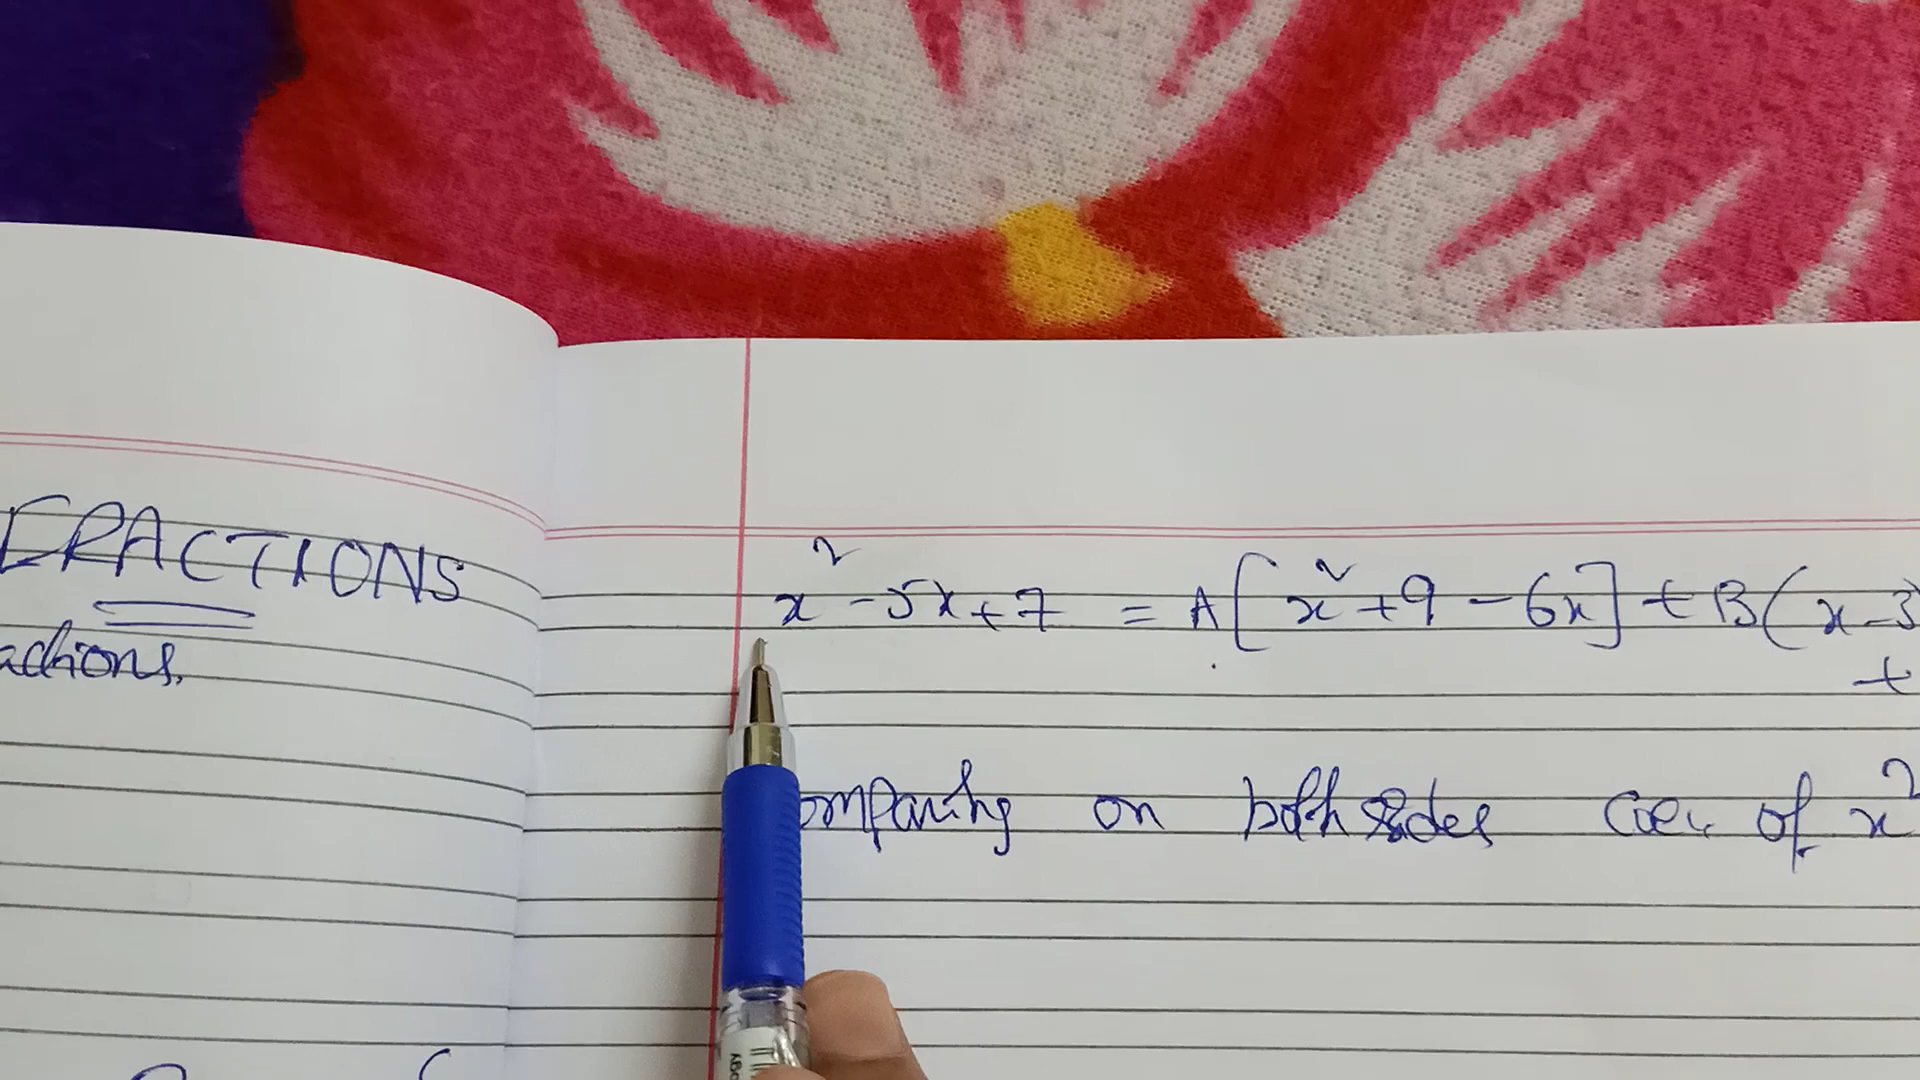 FRACTIONS
actions.
x² - 5x + 7 = A[x² + 9 - 6x] + B(x - 3
+
omparing on both sides Coe. of x²